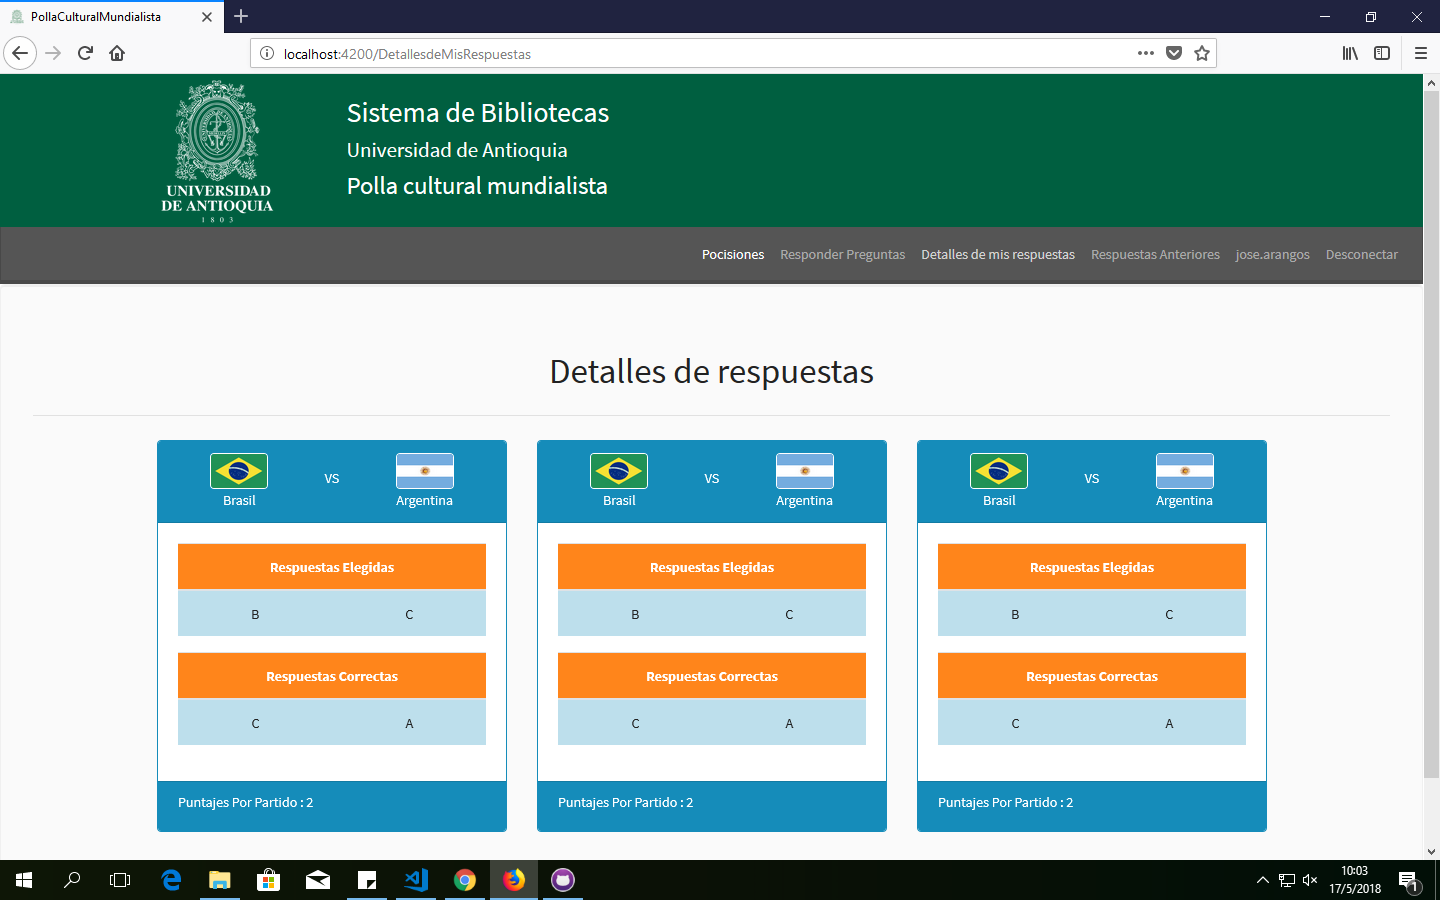 PollaCulturalMundialista
localhost:4200/DetallesdeMisRespuestas
UNIVERSIDAD
DE ANTIOQUIA
1803
Sistema de Bibliotecas
Universidad de Antioquia
Polla cultural mundialista
Pocisiones Responder Preguntas Detalles de mis respuestas Respuestas Anteriores jose.arangos Desconectar
Detalles de respuestas
Brasil VS Argentina
Respuestas Elegidas
B C
Respuestas Correctas
C A
Puntajes Por Partido : 2
Brasil VS Argentina
Respuestas Elegidas
B C
Respuestas Correctas
C A
Puntajes Por Partido : 2
Brasil VS Argentina
Respuestas Elegidas
B C
Respuestas Correctas
C A
Puntajes Por Partido : 2
10:03
17/5/2018
1